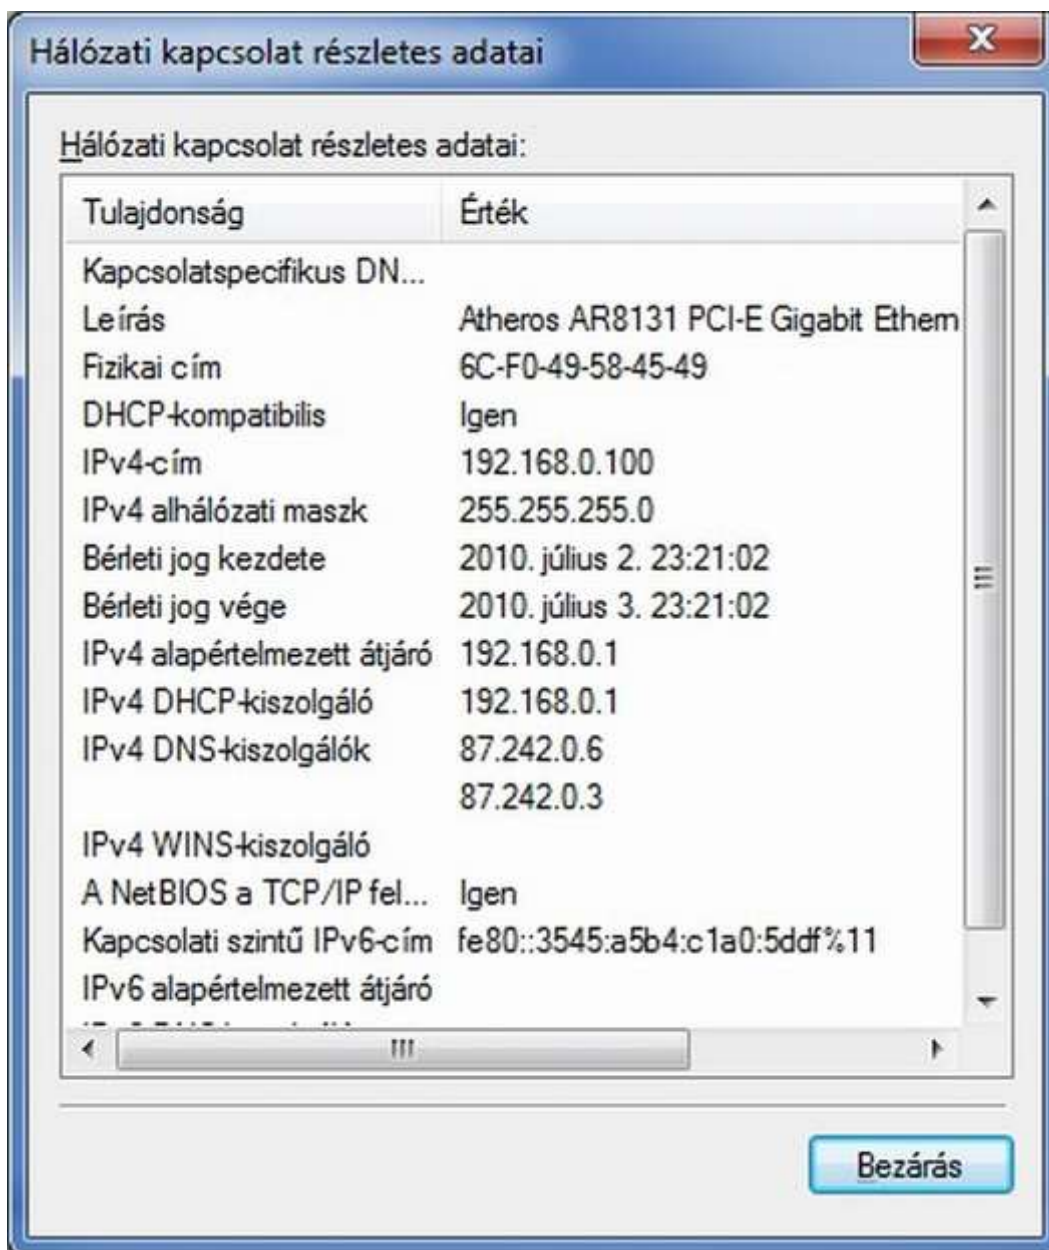 Hálózati kapcsolat részletes adatai
Hálózati kapcsolat részletes adatai:
Tulajdonság Érték
Kapcsolatspecifikus DN...
Leírás Atheros AR8131 PCI-E Gigabit Ethern
Fizikai cím 6C-F0-49-58-45-49
DHCP-kompatibilis Igen
IPv4-cím 192.168.0.100
IPv4 alhálózati maszk 255.255.255.0
Bérleti jog kezdete 2010. július 2. 23:21:02
Bérleti jog vége 2010. július 3. 23:21:02
IPv4 alapértelmezett átjáró 192.168.0.1
IPv4 DHCP-kiszolgáló 192.168.0.1
IPv4 DNS-kiszolgálók 87.242.0.6
87.242.0.3
IPv4 WINS-kiszolgáló
A NetBIOS a TCP/IP fel... Igen
Kapcsolati szintű IPv6-cím fe80::3545:a5b4:c1a0:5ddf%11
IPv6 alapértelmezett átjáró
Bezárás